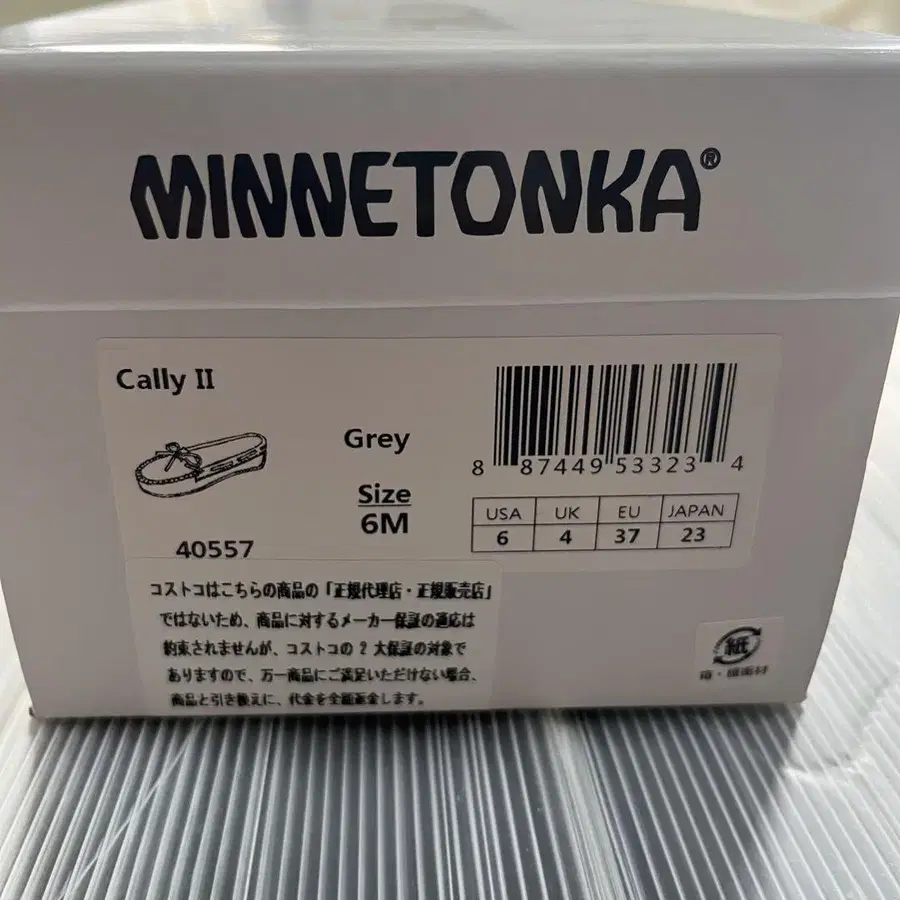 MINNETONKA®
Cally II
Grey
Size
6M
40557
8 87449 53323 4
USA UK EU JAPAN
6 4 37 23
コストコはこちらの商品の「正規代理店・正規販売店」
ではないため、商品に対するメーカー保証の適応は
約束されませんが、コストコの2大保証の対象で
ありますので、万一商品にご満足いただけない場合、
商品と引き換えに、代金を全額返金します。
紙
箱・